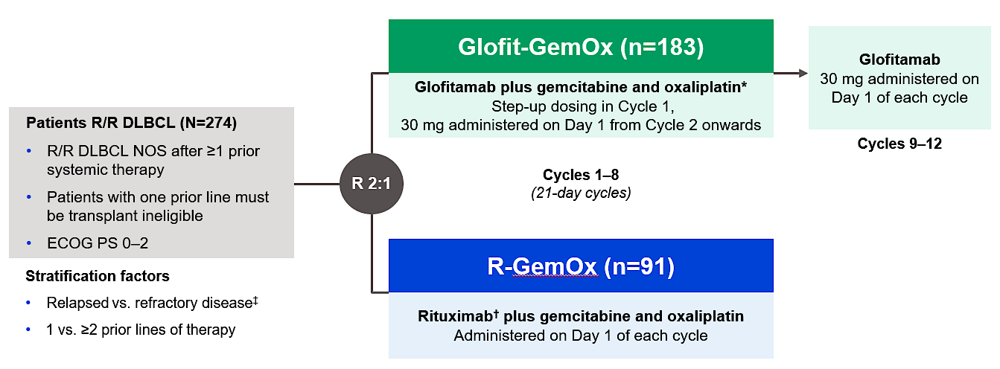 Patients R/R DLBCL (N=274)
• R/R DLBCL NOS after ≥1 prior
systemic therapy
• Patients with one prior line must
be transplant ineligible
• ECOG PS 0–2
Stratification factors
• Relapsed vs. refractory disease‡
• 1 vs. ≥2 prior lines of therapy
R 2:1
Glofit-GemOx (n=183)
Glofitamab plus gemcitabine and oxaliplatin*
Step-up dosing in Cycle 1,
30 mg administered on Day 1 from Cycle 2 onwards
Cycles 1–8
(21-day cycles)
R-GemOx (n=91)
Rituximab† plus gemcitabine and oxaliplatin
Administered on Day 1 of each cycle
Glofitamab
30 mg administered on
Day 1 of each cycle
Cycles 9–12